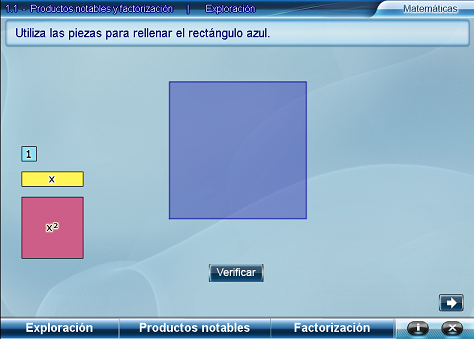 1.1 - Productos notables y factorización | Exploración Matemáticas
Utiliza las piezas para rellenar el rectángulo azul.
1
x
x²
Verificar
Exploración Productos notables Factorización i X